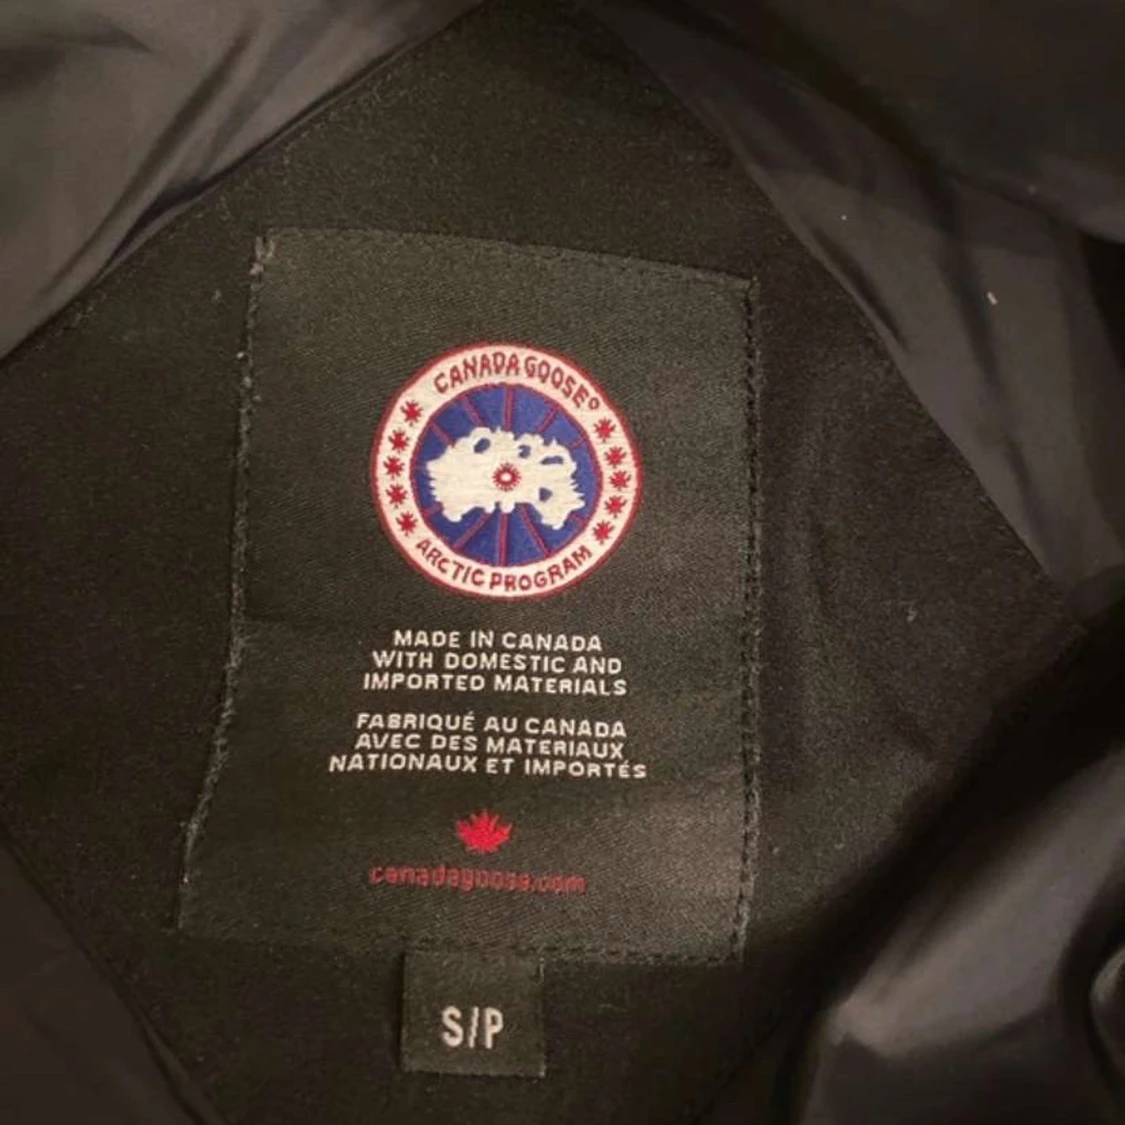 CANADA GOOSE®
ARCTIC PROGRAM
MADE IN CANADA
WITH DOMESTIC AND
IMPORTED MATERIALS
FABRIQUÉ AU CANADA
AVEC DES MATERIAUX
NATIONAUX ET IMPORTÉS
canadagoose.com
S/P